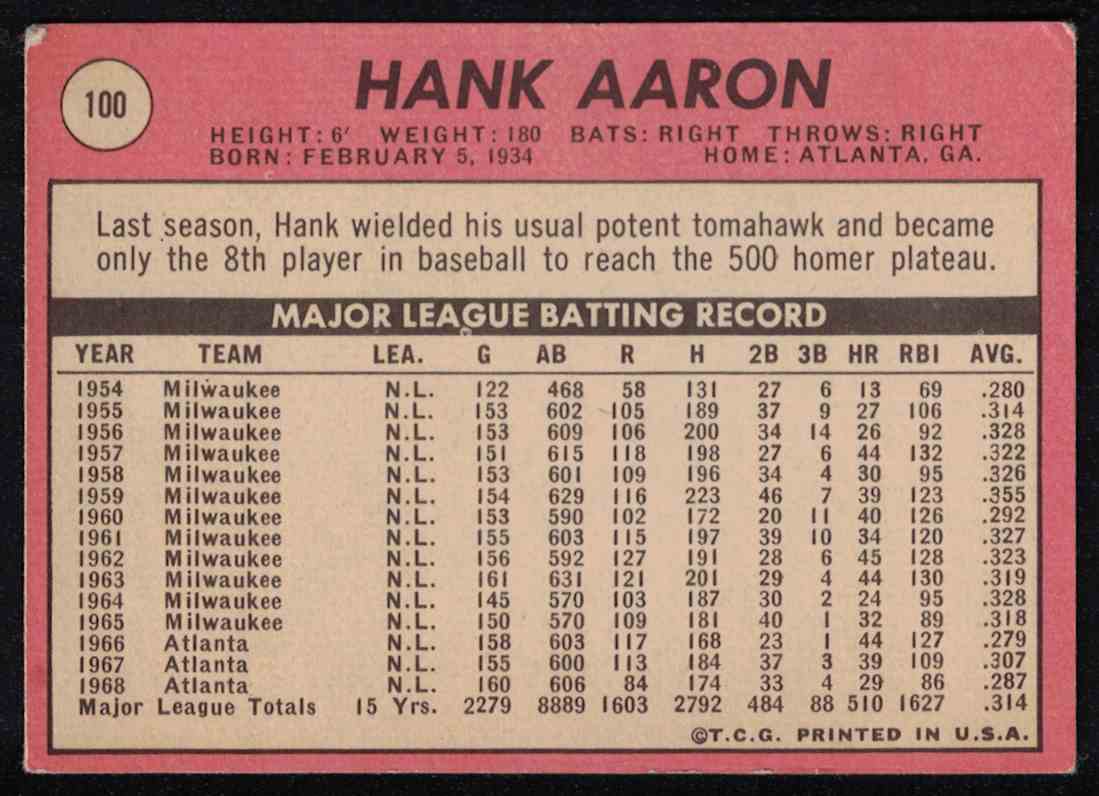 100
HANK AARON
HEIGHT: 6' WEIGHT: 180 BATS: RIGHT THROWS: RIGHT
BORN: FEBRUARY 5, 1934 HOME: ATLANTA, GA.
Last season, Hank wielded his usual potent tomahawk and became
only the 8th player in baseball to reach the 500 homer plateau.
MAJOR LEAGUE BATTING RECORD
YEAR TEAM LEA. G AB R H 2B 3B HR RBI AVG.
1954 Milwaukee N.L. 122 468 58 131 27 6 13 69 .280
1955 Milwaukee N.L. 153 602 105 189 37 9 27 106 .314
1956 Milwaukee N.L. 153 609 106 200 34 14 26 92 .328
1957 Milwaukee N.L. 151 615 118 198 27 6 44 132 .322
1958 Milwaukee N.L. 153 601 109 196 34 4 30 95 .326
1959 Milwaukee N.L. 154 629 116 223 46 7 39 123 .355
1960 Milwaukee N.L. 153 590 102 172 20 11 40 126 .292
1961 Milwaukee N.L. 155 603 115 197 39 10 34 120 .327
1962 Milwaukee N.L. 156 592 127 191 28 6 45 128 .323
1963 Milwaukee N.L. 161 631 121 201 29 4 44 130 .319
1964 Milwaukee N.L. 145 570 103 187 30 2 24 95 .328
1965 Milwaukee N.L. 150 570 109 181 40 1 32 89 .318
1966 Atlanta N.L. 158 603 117 168 23 1 44 127 .279
1967 Atlanta N.L. 155 600 113 184 37 3 39 109 .307
1968 Atlanta N.L. 160 606 84 174 33 4 29 86 .287
Major League Totals 15 Yrs. 2279 8889 1603 2792 484 88 510 1627 .314
©T.C.G. PRINTED IN U.S.A.